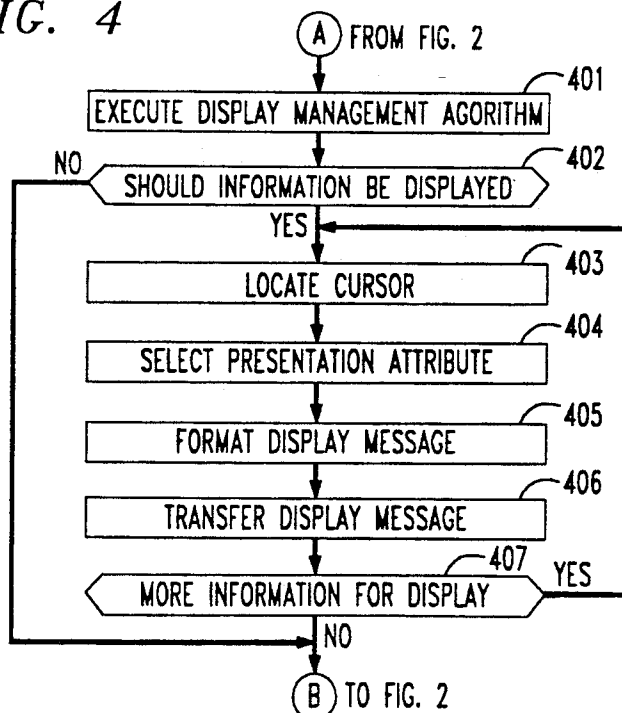 IG. 4
A FROM FIG. 2
401
EXECUTE DISPLAY MANAGEMENT AGORITHM
402
NO
SHOULD INFORMATION BE DISPLAYED
YES
403
LOCATE CURSOR
404
SELECT PRESENTATION ATTRIBUTE
405
FORMAT DISPLAY MESSAGE
406
TRANSFER DISPLAY MESSAGE
407
MORE INFORMATION FOR DISPLAY
YES
NO
B TO FIG. 2